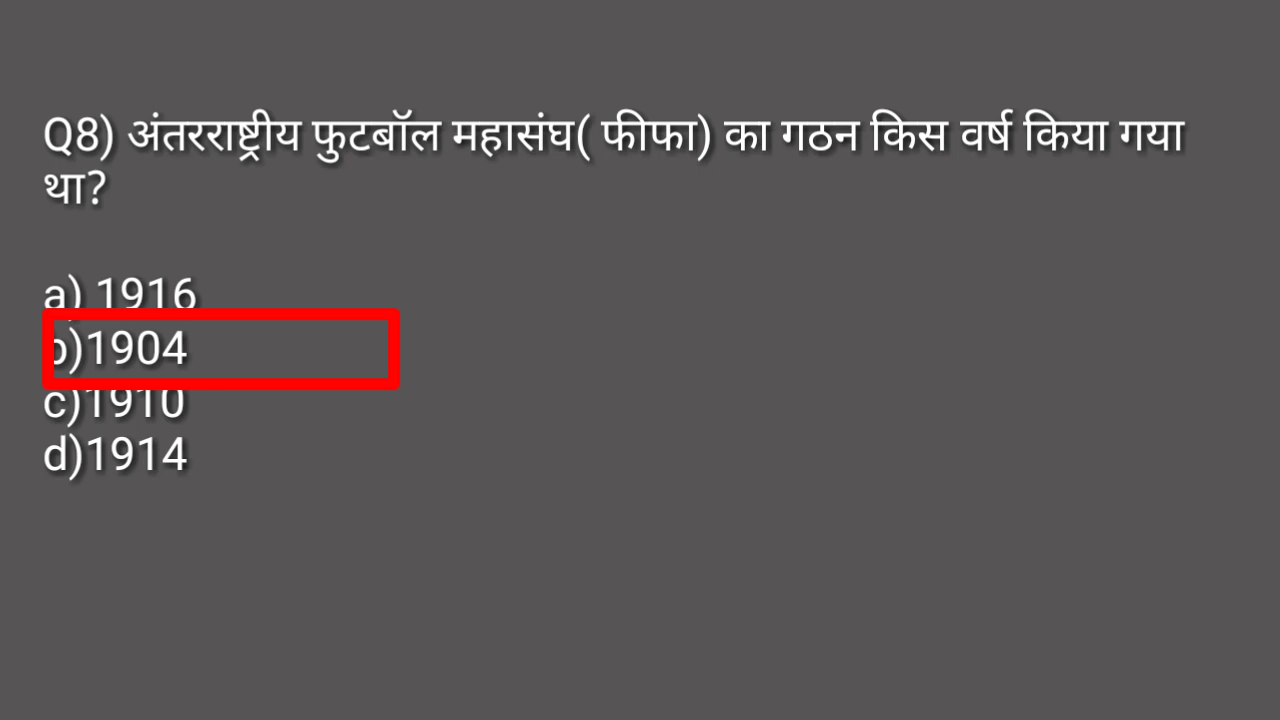 Q8) अंतरराष्ट्रीय फुटबॉल महासंघ( फीफा) का गठन किस वर्ष किया गया
था?
a) 1916
b)1904
c)1910
d)1914